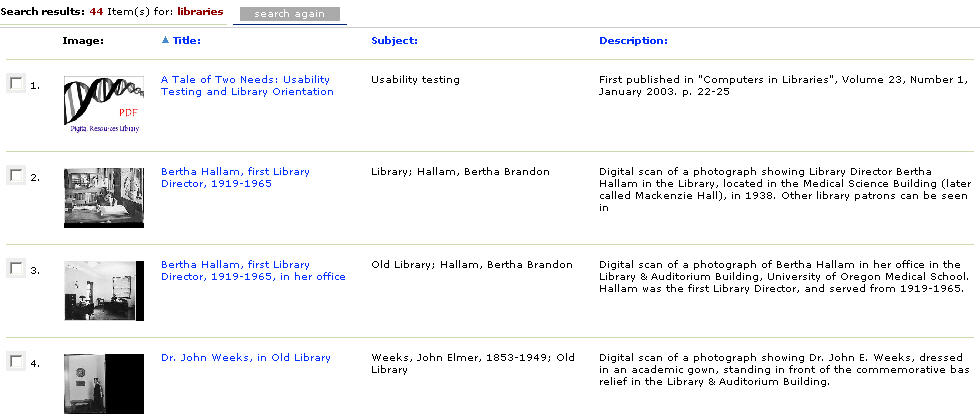 Search results: 44 Item(s) for: libraries
search again
Image:
Title:
Subject:
Description:
1.
PDF
Digital Resources Library
A Tale of Two Needs: Usability
Testing and Library Orientation
Usability testing
First published in "Computers in Libraries", Volume 23, Number 1,
January 2003. p. 22-25
2.
Bertha Hallam, first Library
Director, 1919-1965
Library; Hallam, Bertha Brandon
Digital scan of a photograph showing Library Director Bertha
Hallam in the Library, located in the Medical Science Building (later
called Mackenzie Hall), in 1938. Other library patrons can be seen
in
3.
Bertha Hallam, first Library
Director, 1919-1965, in her office
Old Library; Hallam, Bertha Brandon
Digital scan of a photograph of Bertha Hallam in her office in the
Library & Auditorium Building, University of Oregon Medical School.
Hallam was the first Library Director, and served from 1919-1965.
4.
Dr. John Weeks, in Old Library
Weeks, John Elmer, 1853-1949; Old
Library
Digital scan of a photograph showing Dr. John E. Weeks, dressed
in an academic gown, standing in front of the commemorative bas
relief in the Library & Auditorium Building.